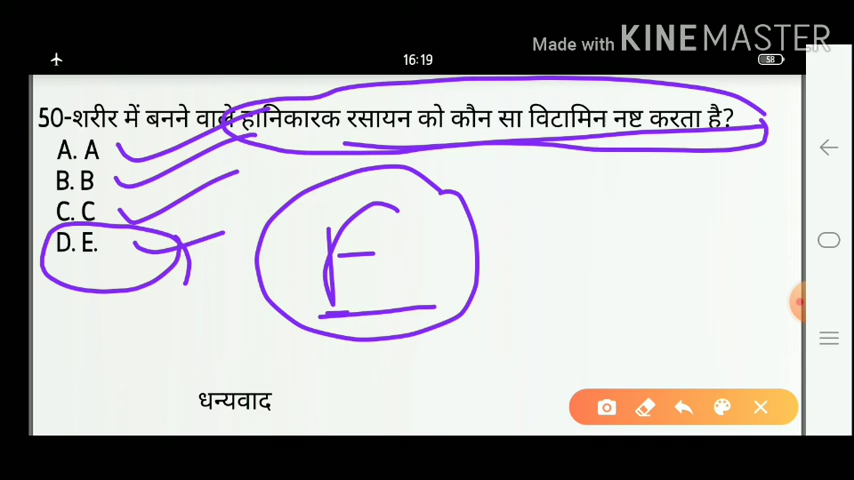 Made with KINEMASTER
16:19
58
50-शरीर में बनने वाले हानिकारक रसायन को कौन सा विटामिन नष्ट करता है?
A. A
B. B
C. C
D. E.
E
धन्यवाद